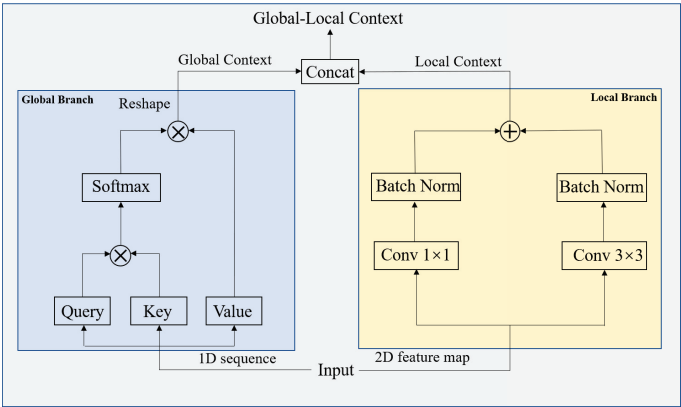 Global-Local Context
Global Context
Concat
Local Context
Global Branch
Reshape
Local Branch
Softmax
Batch Norm
Batch Norm
Conv 1×1
Conv 3×3
Query
Key
Value
1D sequence
Input
2D feature map